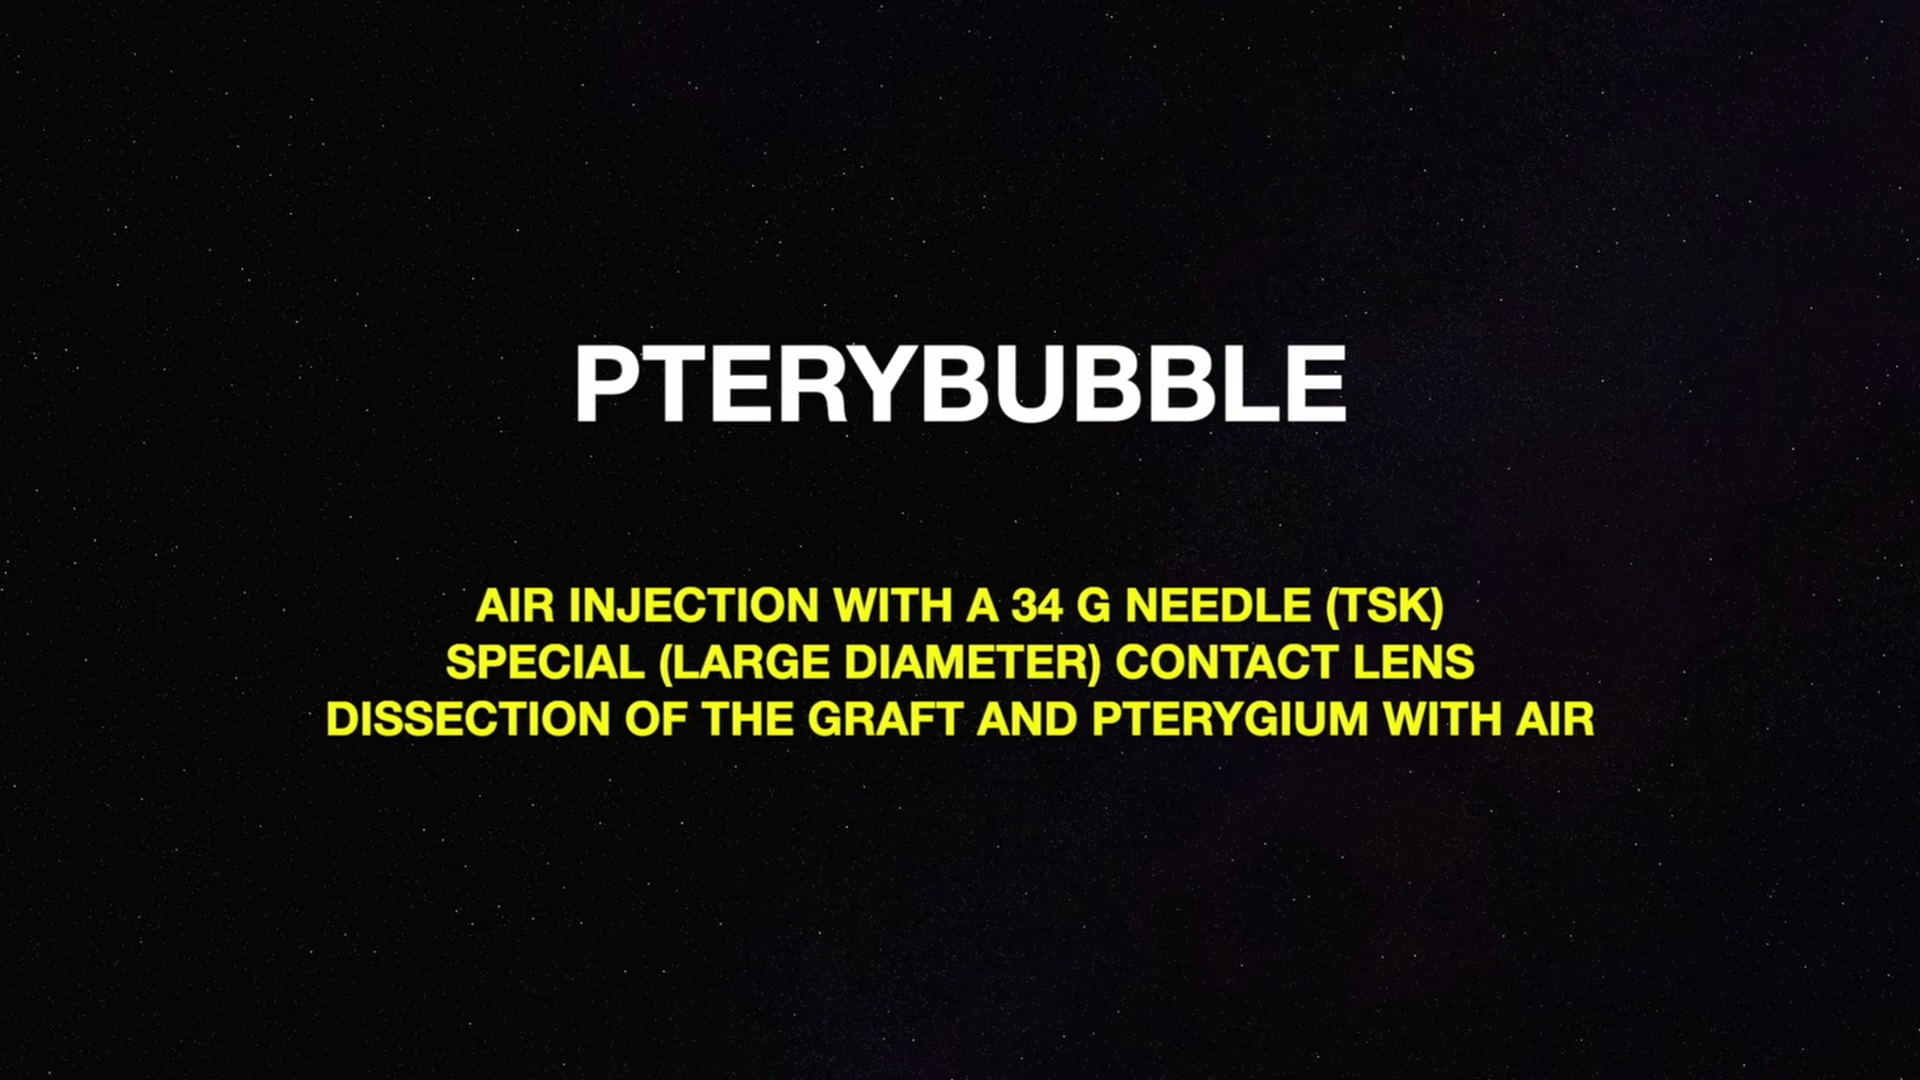 PTERYBUBBLE
AIR INJECTION WITH A 34 G NEEDLE (TSK)
SPECIAL (LARGE DIAMETER) CONTACT LENS
DISSECTION OF THE GRAFT AND PTERYGIUM WITH AIR